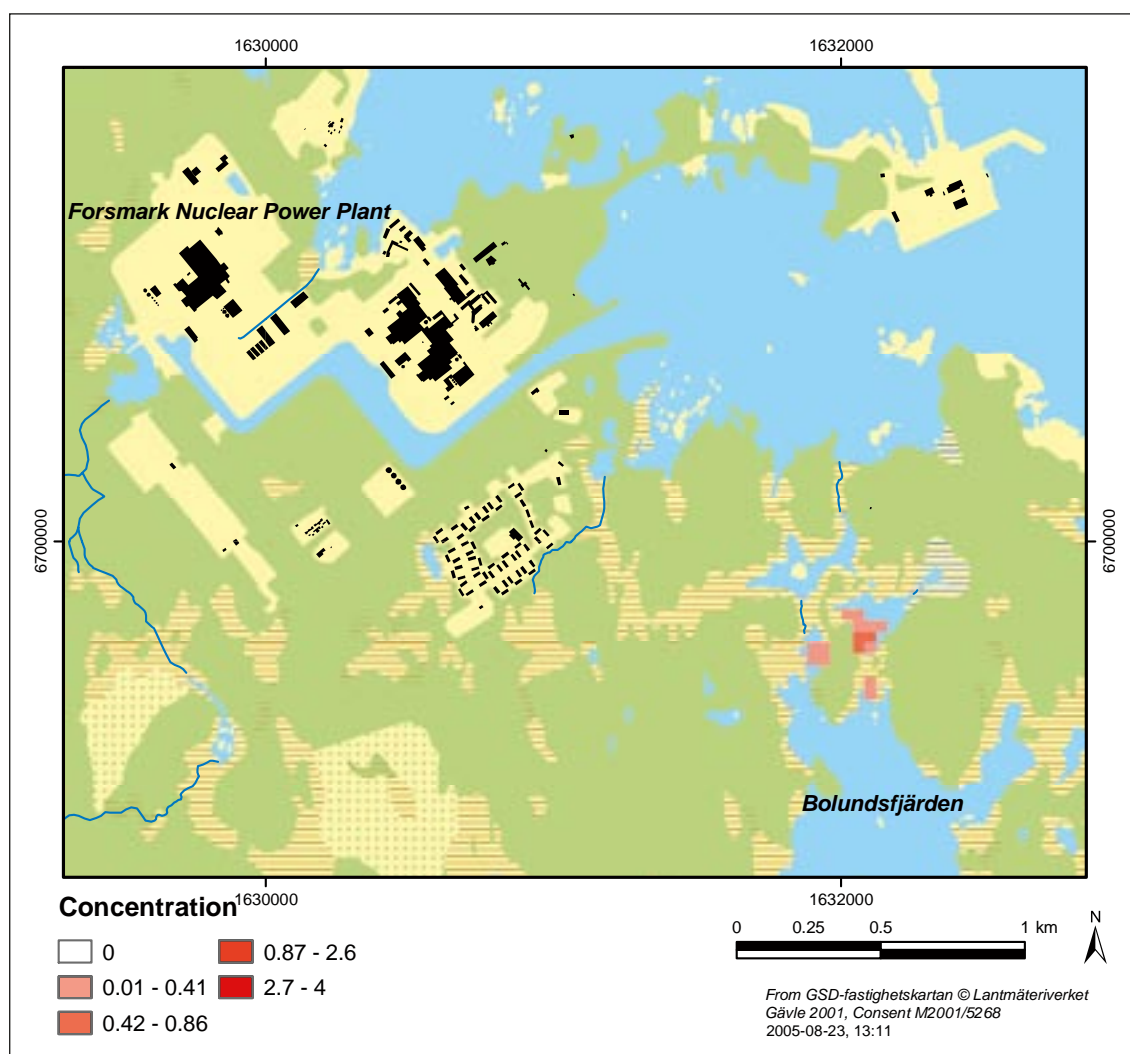 1630000
1632000
Forsmark Nuclear Power Plant
6700000
6700000
Bolundsfjärden
1630000
1632000
Concentration
0
0.87 - 2.6
0.01 - 0.41
2.7 - 4
0.42 - 0.86
0
0.25
0.5
1 km
N
From GSD-fastighetskartan © Lantmäteriverket
Gävle 2001, Consent M2001/5268
2005-08-23, 13:11